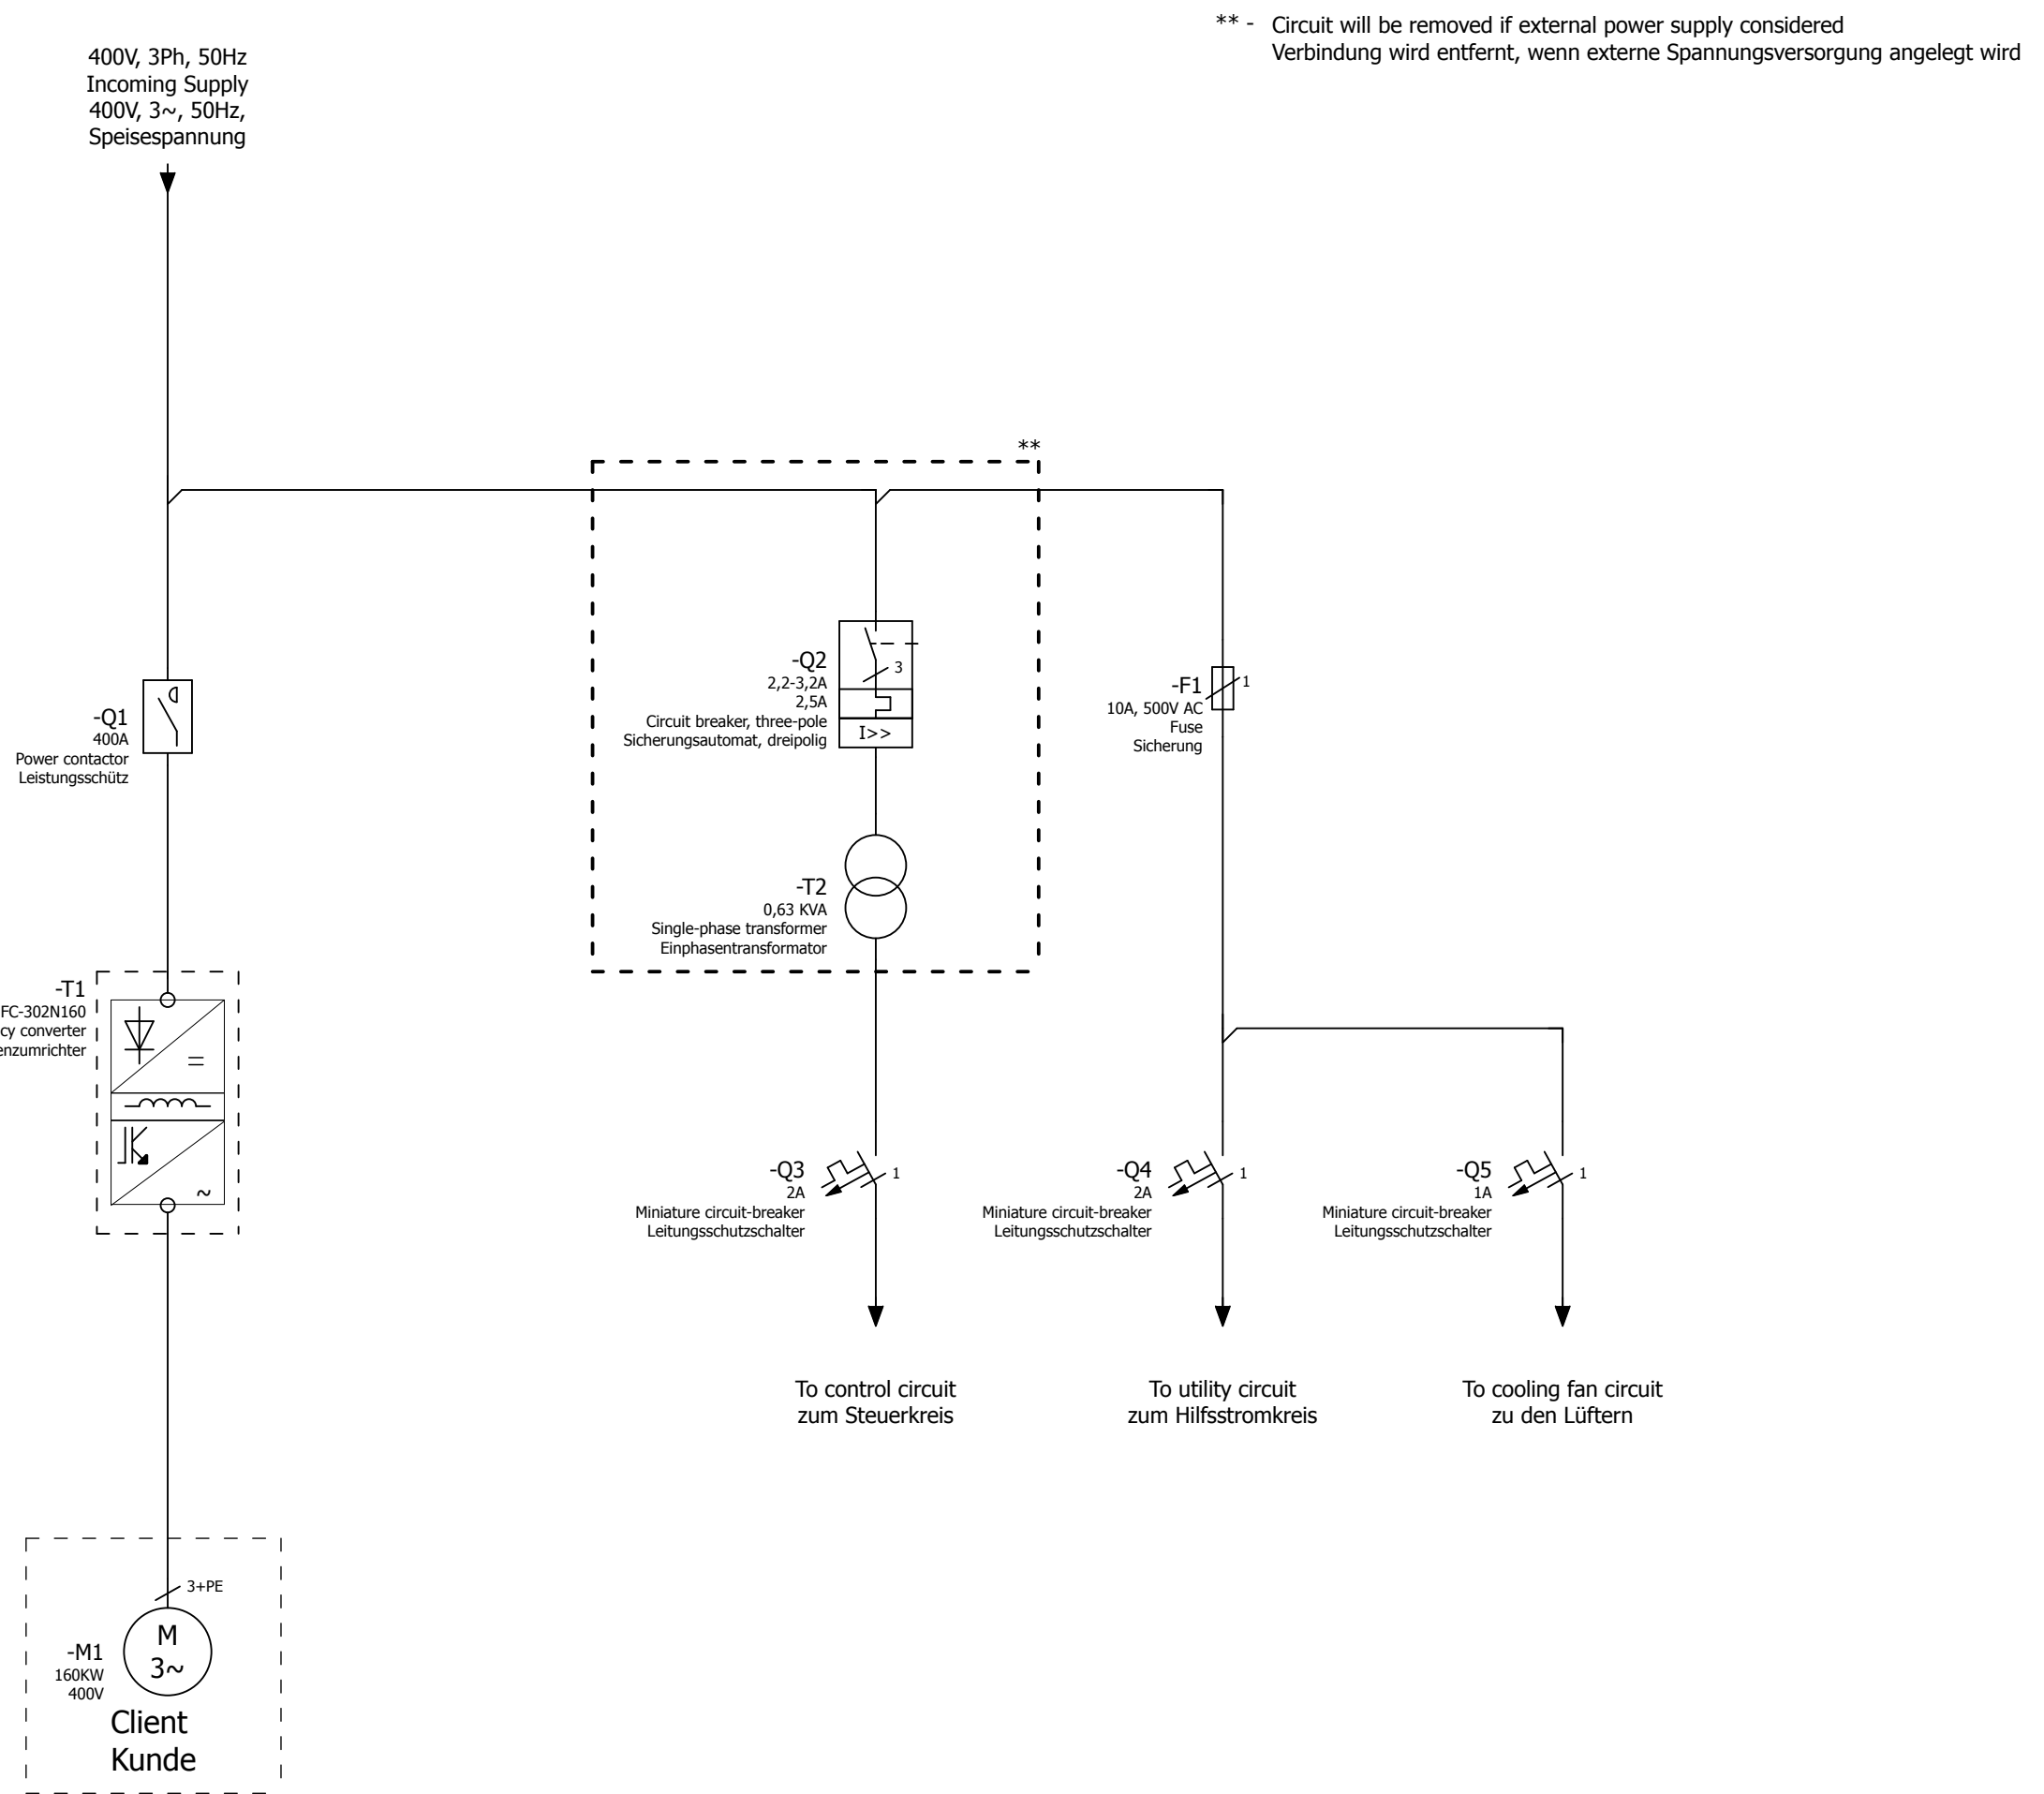 ** - Circuit will be removed if external power supply considered
Verbindung wird entfernt, wenn externe Spannungsversorgung angelegt wird
400V, 3Ph, 50Hz
Incoming Supply
400V, 3~, 50Hz,
Speisespannung
**
-Q1
400A
Power contactor
Leistungsschütz
-Q2
2,2-3,2A
2,5A
Circuit breaker, three-pole
Sicherungsautomat, dreipolig
3
I>>
-F1
10A, 500V AC
Fuse
Sicherung
1
-T2
0,63 KVA
Single-phase transformer
Einphasentransformator
-T1
FC-302N160
cy converter
enzumrichter
=
~
-Q3
2A
Miniature circuit-breaker
Leitungsschutzschalter
1
-Q4
2A
Miniature circuit-breaker
Leitungsschutzschalter
1
-Q5
1A
Miniature circuit-breaker
Leitungsschutzschalter
1
To control circuit
zum Steuerkreis
To utility circuit
zum Hilfsstromkreis
To cooling fan circuit
zu den Lüftern
3+PE
M
3~
-M1
160KW
400V
Client
Kunde